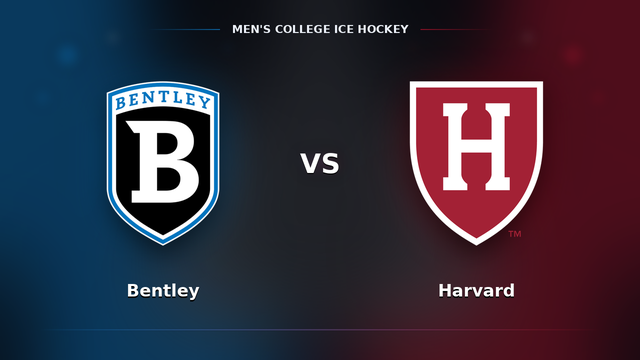 MEN'S COLLEGE ICE HOCKEY
BENTLEY
B
VS
H
TM
Bentley
Harvard